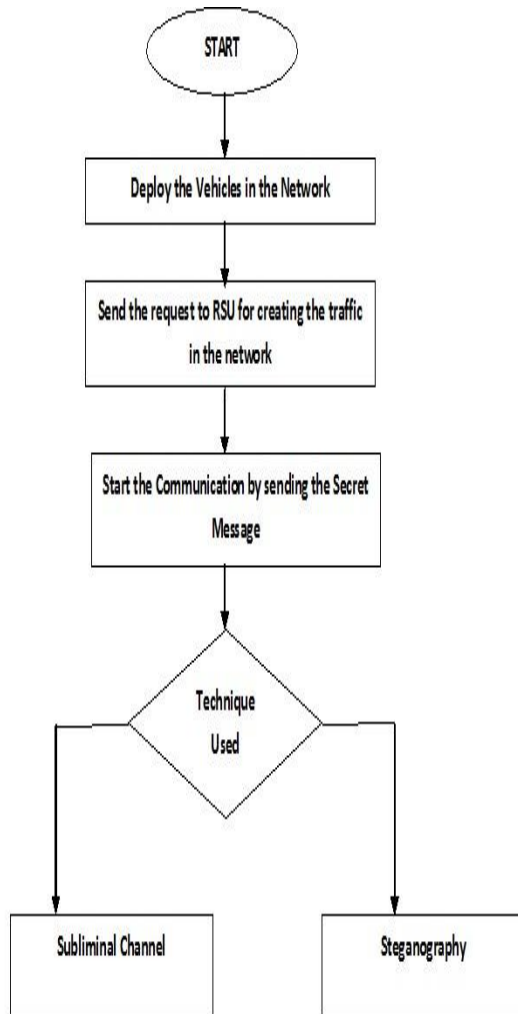 START
Deploy the Vehicles in the Network
Send the request to RSU for creating the traffic
in the network
Start the Communication by sending the Secret
Message
Technique
Used
Subliminal Channel
Steganography